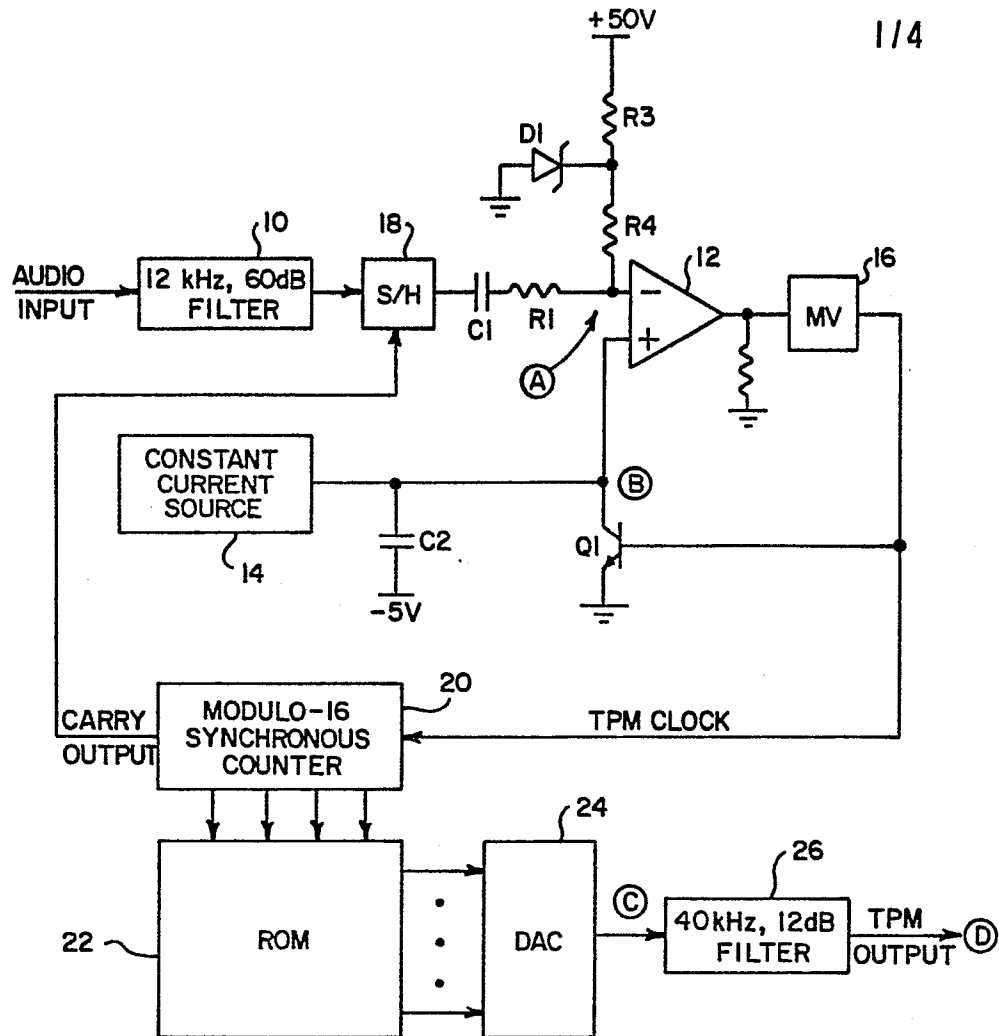 +50V
1/4
R3
D1
R4
10
18
12
16
AUDIO
INPUT
12 kHz, 60dB
FILTER
S/H
C1
R1
−
+
MV
A
CONSTANT
CURRENT
SOURCE
14
B
C2
Q1
-5V
20
CARRY
OUTPUT
MODULO-16
SYNCHRONOUS
COUNTER
TPM CLOCK
24
26
22
ROM
DAC
C
40kHz, 12dB
FILTER
TPM
OUTPUT
D